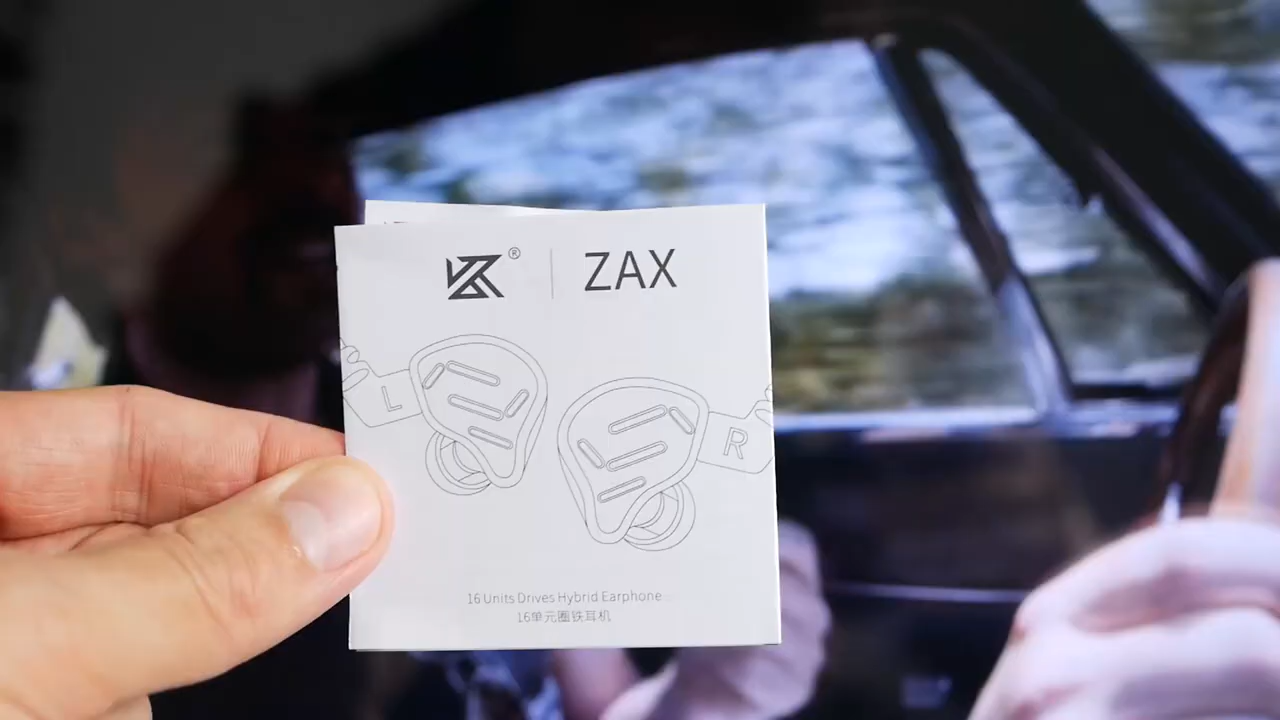 KZ® | ZAX
L
R
16 Units Drives Hybrid Earphone
16单元圈铁耳机